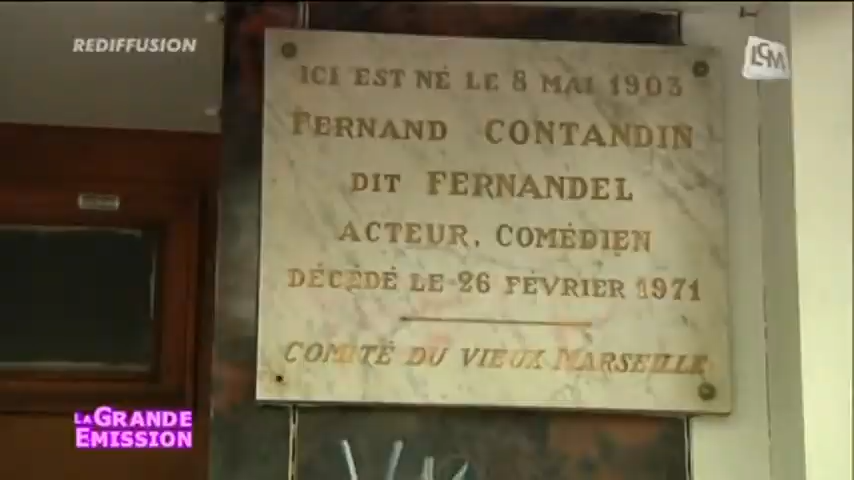 REDIFFUSION
LCM
ICI EST NÉ LE 8 MAI 1903
FERNAND CONTANDIN
DIT FERNANDEL
ACTEUR, COMÉDIEN
DÉCÉDÉ LE 26 FÉVRIER 1971
COMITÉ DU VIEUX MARSEILLE
LA GRANDE
EMISSION